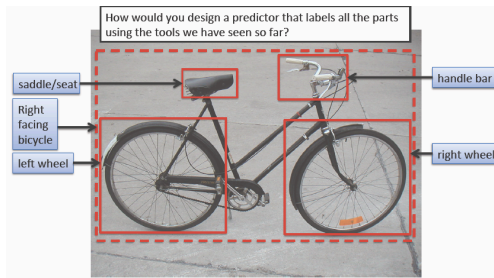 How would you design a predictor that labels all the parts
using the tools we have seen so far?
saddle/seat
handle bar
Right
facing
bicycle
left wheel
right wheel